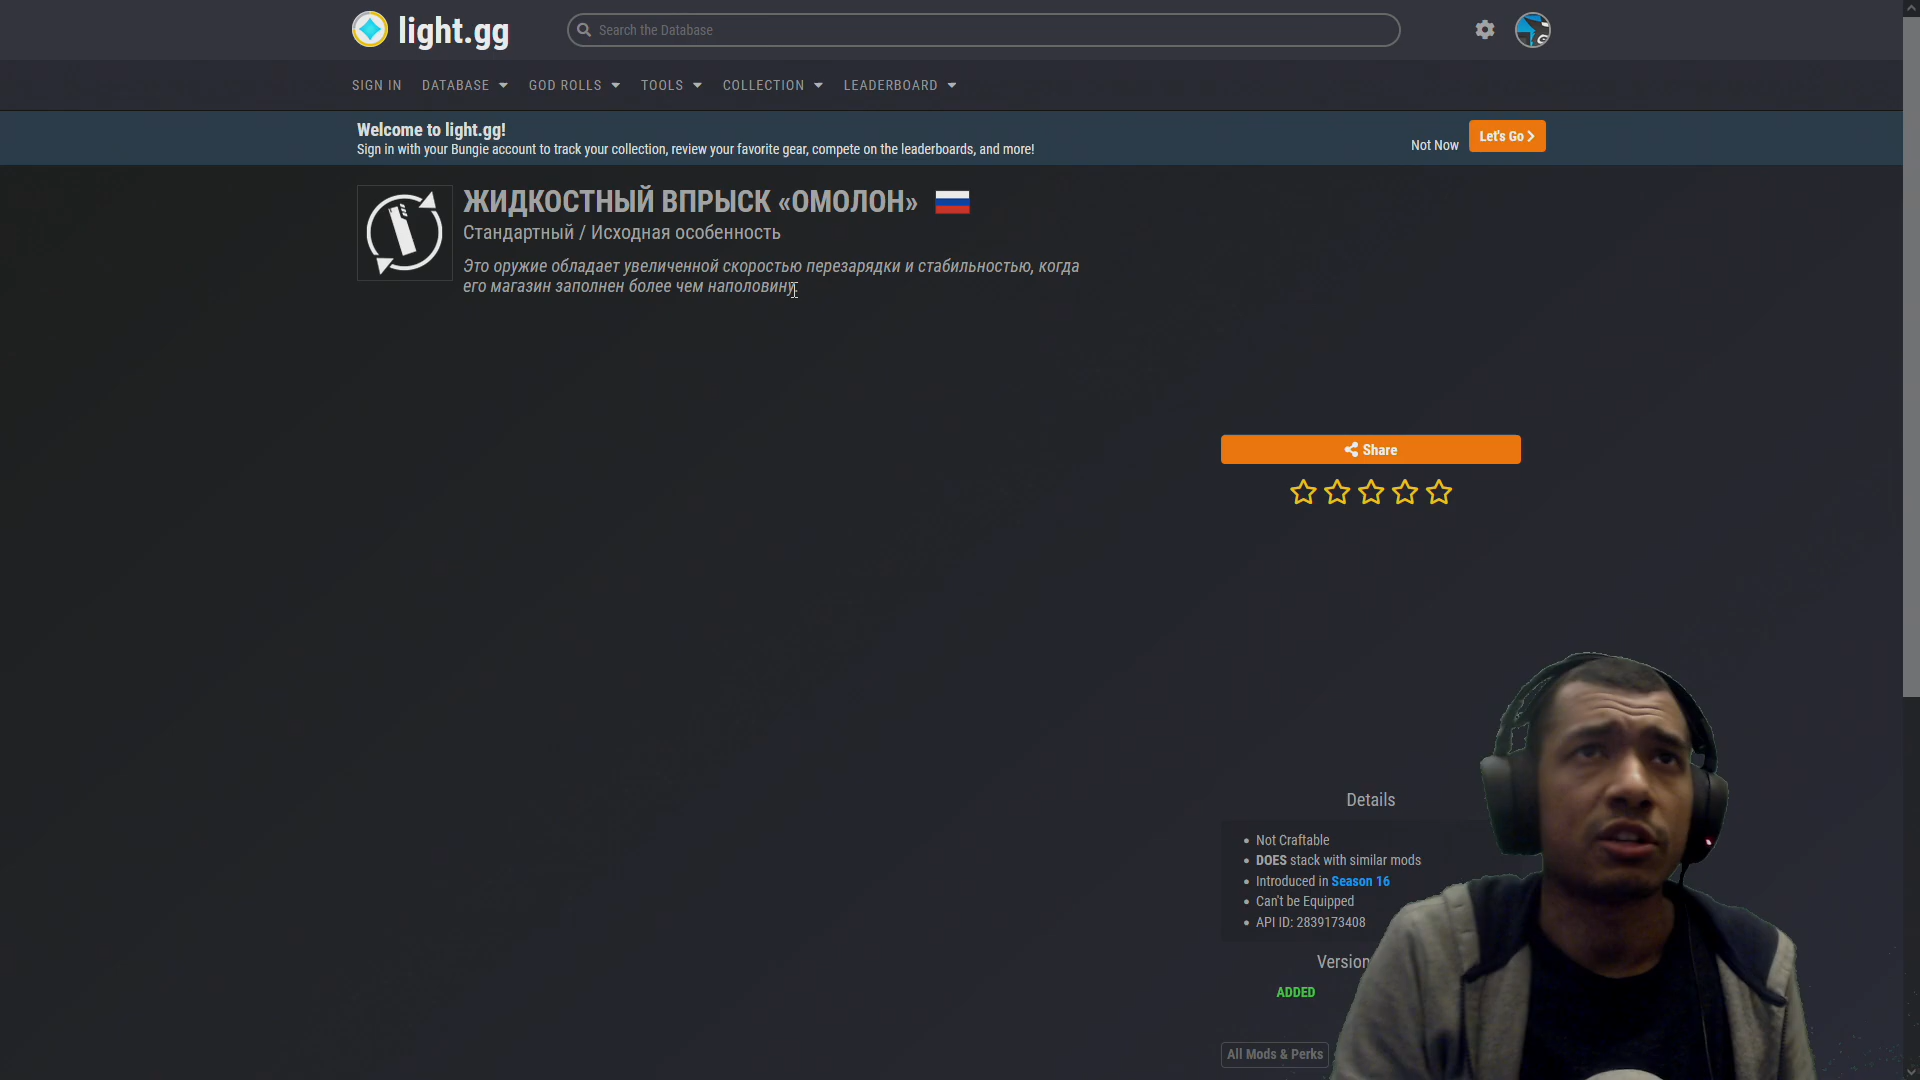 light.gg
Search the Database
SIGN IN DATABASE GOD ROLLS TOOLS COLLECTION LEADERBOARD
Welcome to light.gg!
Sign in with your Bungie account to track your collection, review your favorite gear, compete on the leaderboards, and more!
Not Now
Let's Go
ЖИДКОСТНЫЙ ВПРЫСК «ОМОЛОН»
Стандартный / Исходная особенность
Это оружие обладает увеличенной скоростью перезарядки и стабильностью, когда
его магазин заполнен более чем наполовину.
Share
Details
Not Craftable
DOES stack with similar mods
Introduced in Season 16
Can't be Equipped
API ID: 2839173408
Version
ADDED
All Mods & Perks